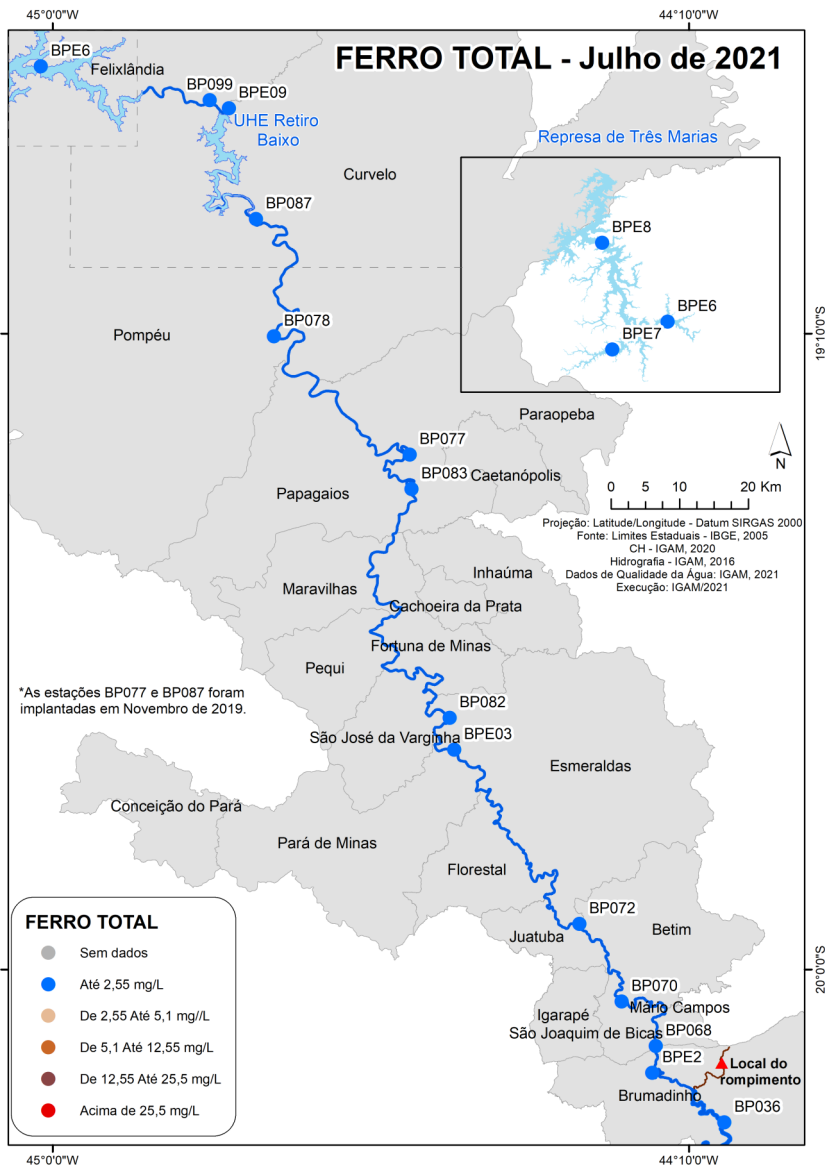 45°0'0"W
44°10'0"W
FERRO TOTAL - Julho de 2021
BPE6
Felixlândia
BP099
BPE09
UHE Retiro
Baixo
Represa de Três Marias
Curvelo
BP087
BPE8
BPE6
BPE7
BP078
Pompéu
19°10'0"S
Paraopeba
BP077
Caetanópolis
BP083
Papagaios
N
0 5 10 20 Km
Projeção: Latitude/Longitude - Datum SIRGAS 2000
Fonte: Limites Estaduais - IBGE, 2005
CH - IGAM, 2020
Hidrografia - IGAM, 2016
Dados de Qualidade da Água: IGAM, 2021
Execução: IGAM/2021
Inhaúma
Maravilhas
Cachoeira da Prata
Fortuna de Minas
Pequi
*As estações BP077 e BP087 foram
implantadas em Novembro de 2019.
BP082
São José da Varginha
BPE03
Esmeraldas
Conceição do Pará
Pará de Minas
Florestal
BP072
Juatuba
Betim
20°0'0"S
BP070
Mário Campos
Igarapé
São Joaquim de Bicas
BP068
BPE2
Local do
rompimento
Brumadinho
BP036
FERRO TOTAL
Sem dados
Até 2,55 mg/L
De 2,55 Até 5,1 mg//L
De 5,1 Até 12,55 mg/L
De 12,55 Até 25,5 mg/L
Acima de 25,5 mg/L
45°0'0"W
44°10'0"W